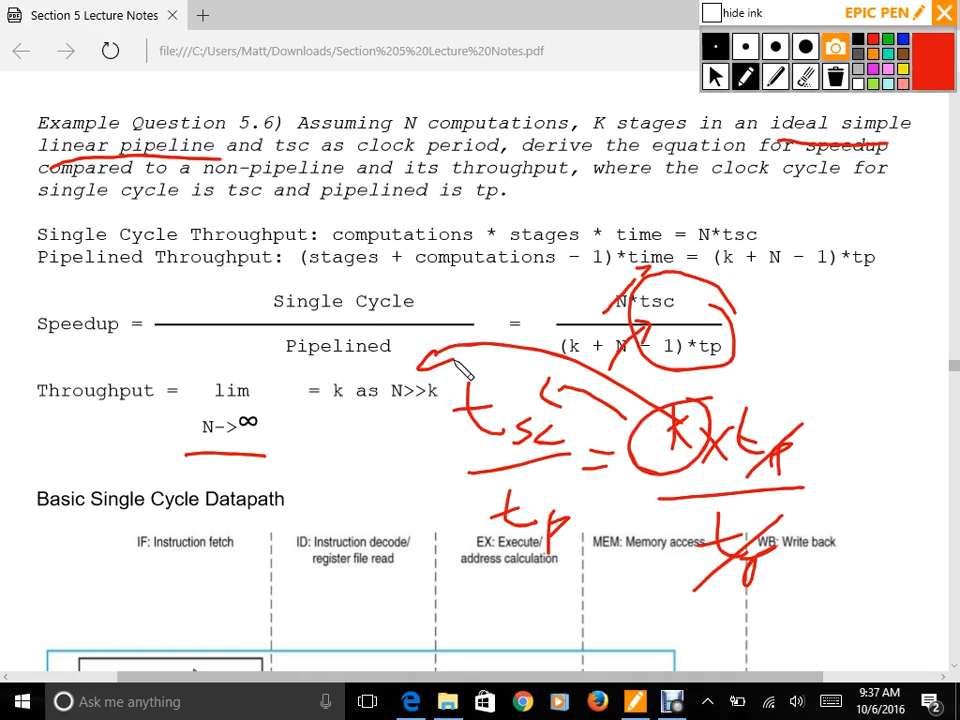 Section 5 Lecture Notes
hide ink
EPIC PEN
file:///C:/Users/Matt/Downloads/Section%205%20Lecture%20Notes.pdf
Example Question 5.6) Assuming N computations, K stages in an ideal simple
linear pipeline and tsc as clock period, derive the equation for speedup
compared to a non-pipeline and its throughput, where the clock cycle for
single cycle is tsc and pipelined is tp.
Single Cycle Throughput: computations * stages * time = N*tsc
Pipelined Throughput: (stages + computations − 1)*time = (k + N − 1)*tp
Single Cycle N*tsc
Speedup = =
Pipelined (k + N − 1)*tp
Throughput = lim = k as N>>k
N->∞
tsc = k x tp
tp tp
Basic Single Cycle Datapath
IF: Instruction fetch
ID: Instruction decode/
register file read
EX: Execute/
address calculation
MEM: Memory access
WB: Write back
Ask me anything
9:37 AM
10/6/2016
2